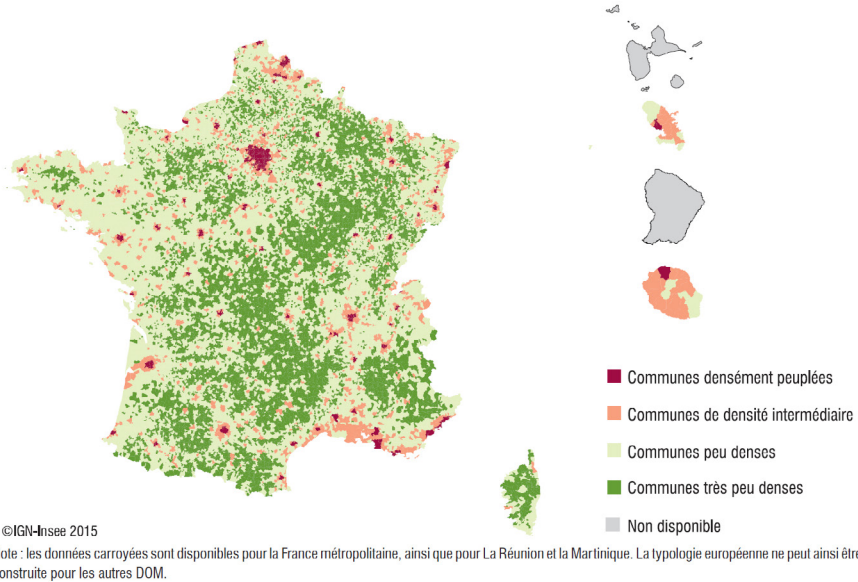 Communes densément peuplées
Communes de densité intermédiaire
Communes peu denses
Communes très peu denses
Non disponible
©IGN-Insee 2015
ote : les données carroyées sont disponibles pour la France métropolitaine, ainsi que pour La Réunion et la Martinique. La typologie européenne ne peut ainsi être
onstruite pour les autres DOM.